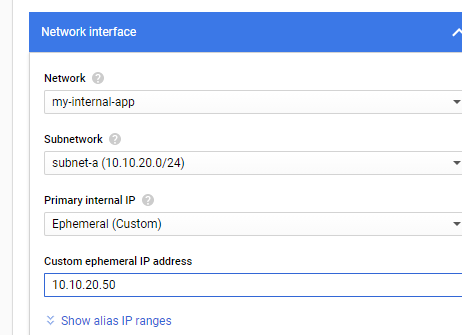 Network interface
Network
my-internal-app
Subnetwork
subnet-a (10.10.20.0/24)
Primary internal IP
Ephemeral (Custom)
Custom ephemeral IP address
10.10.20.50
Show alias IP ranges